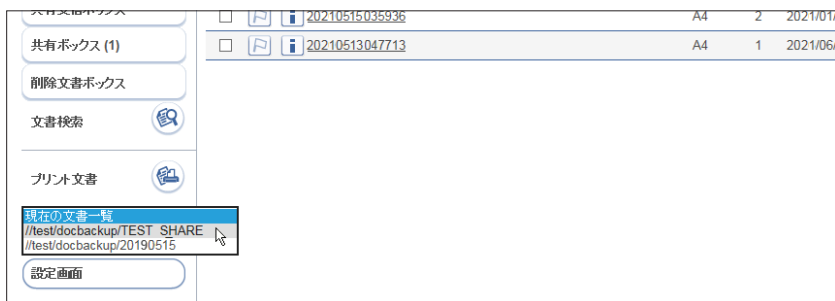 20210515035936 A4 2 2021/01/
共有ボックス (1)
20210513047713 A4 1 2021/06/
削除文書ボックス
文書検索
プリント文書
現在の文書一覧
//test/docbackup/TEST_SHARE
//test/docbackup/20190515
設定画面